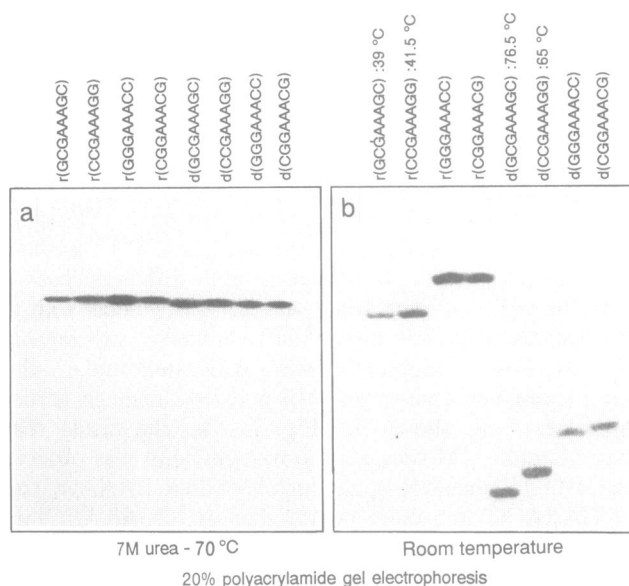 r(GCGAAAGC)
r(CCGAAAGG)
r(GGGAAACC)
r(CGGAAACG)
d(GCGAAAGC)
d(CCGAAAGG)
d(GGGAAACC)
d(CGGAAACG)
r(GCGAAAGC) :39 °C
r(CCGAAAGG) :41.5 °C
r(GGGAAACC)
r(CGGAAACG)
d(GCGAAAGC) :76.5 °C
d(CCGAAAGG) :65 °C
d(GGGAAACC)
d(CGGAAACG)
a
b
7M urea - 70 °C
Room temperature
20% polyacrylamide gel electrophoresis